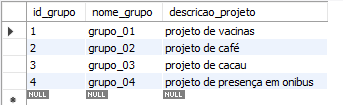 id_grupo nome_grupo descricao_projeto
1 grupo_01 projeto de vacinas
2 grupo_02 projeto de café
3 grupo_03 projeto de cacau
4 grupo_04 projeto de presença em onibus
NULL NULL NULL